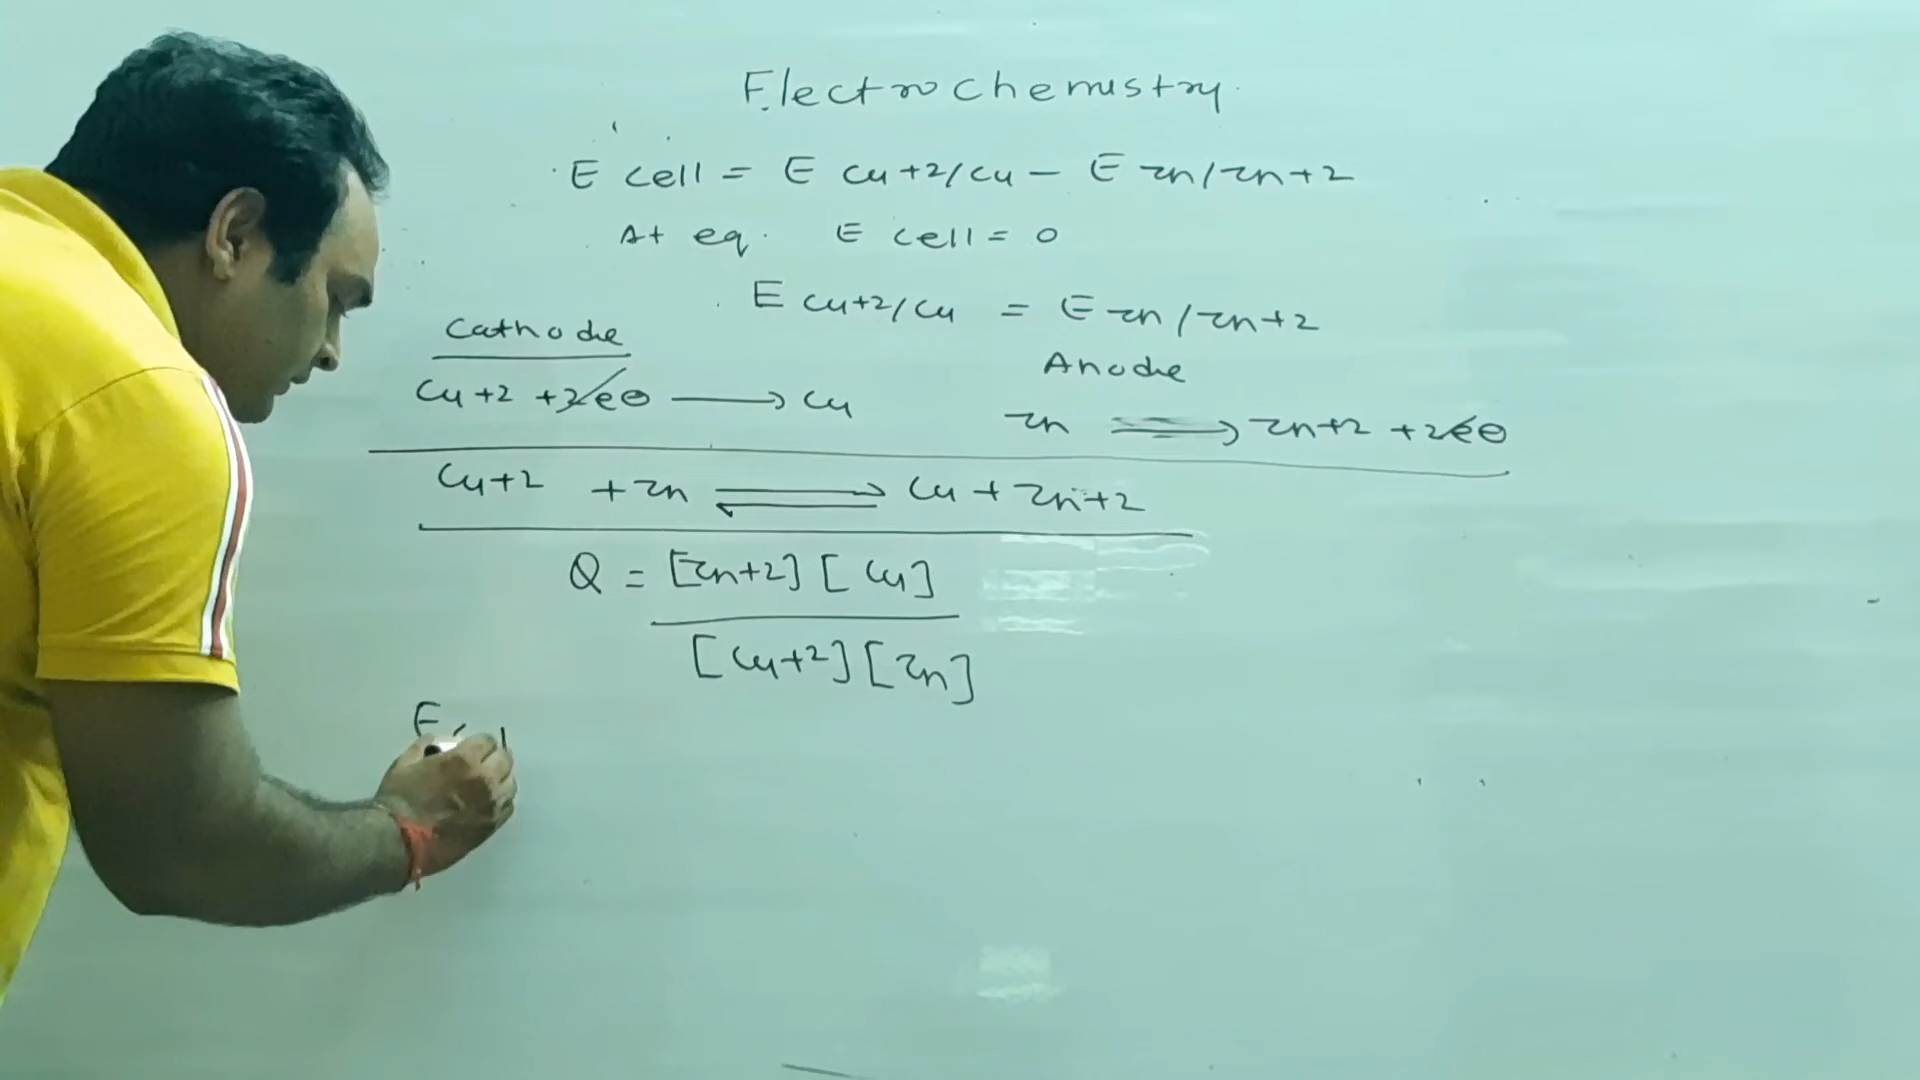 Electrochemistry
E cell = E Cu+2/Cu - E Zn/Zn+2
At eq. E cell = 0
E Cu+2/Cu = E Zn/Zn+2
Cathode
Anode
Cu+2 +2e⊖ ⟶ Cu
Zn ⟶ Zn+2 +2e⊖
Cu+2 +Zn ⇌ Cu + Zn+2
Q = [Zn+2] [Cu]
[Cu+2] [Zn]
E